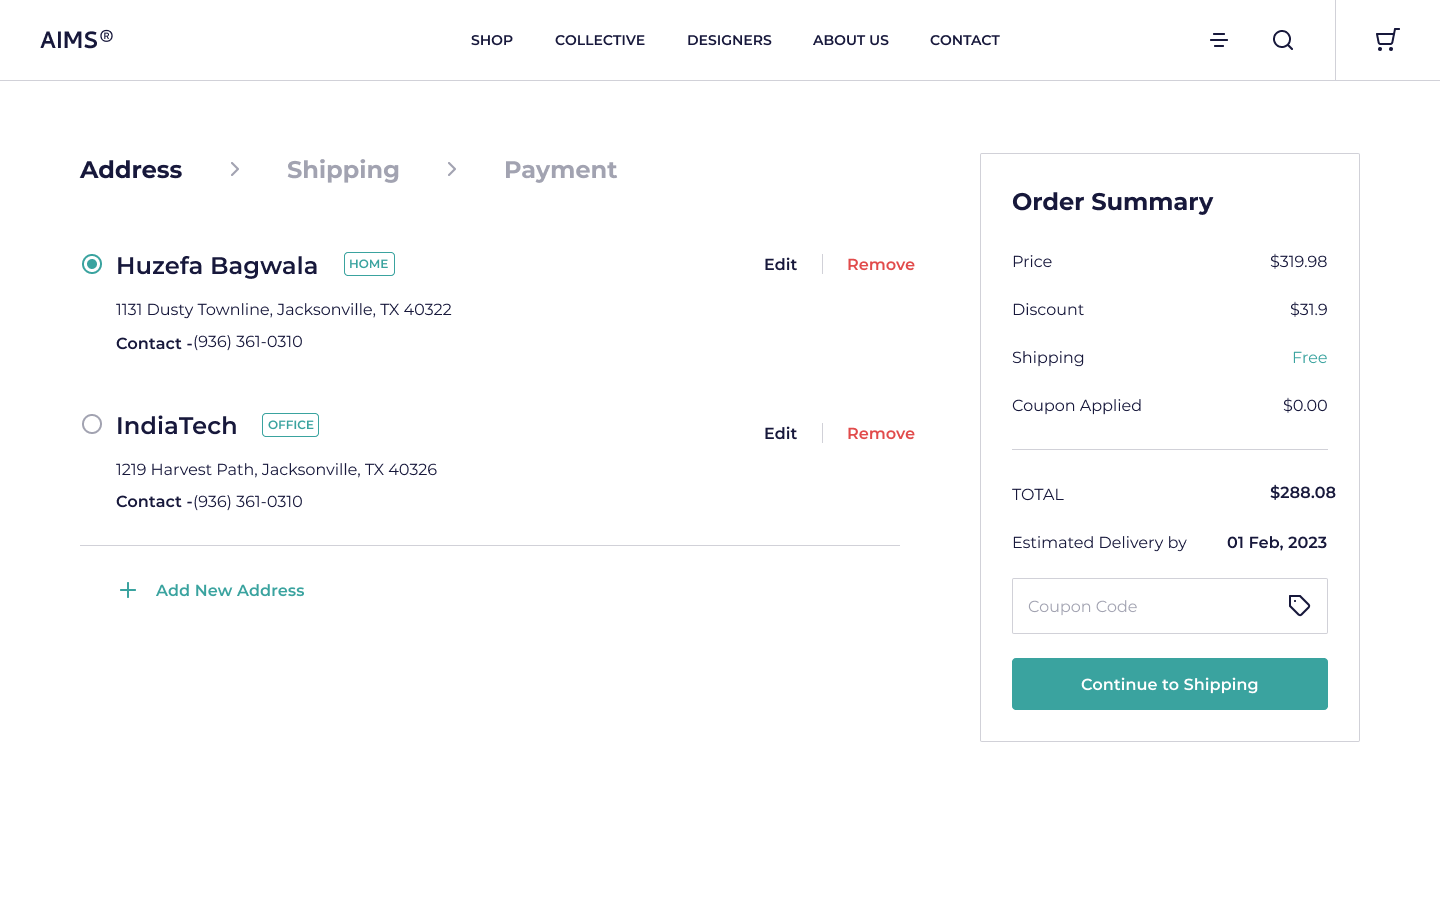 AIMS®
SHOP COLLECTIVE DESIGNERS ABOUT US CONTACT
Address Shipping Payment
Huzefa Bagwala HOME Edit Remove
1131 Dusty Townline, Jacksonville, TX 40322
Contact -(936) 361-0310
IndiaTech OFFICE Edit Remove
1219 Harvest Path, Jacksonville, TX 40326
Contact -(936) 361-0310
Add New Address
Order Summary
Price $319.98
Discount $31.9
Shipping Free
Coupon Applied $0.00
TOTAL $288.08
Estimated Delivery by 01 Feb, 2023
Coupon Code
Continue to Shipping